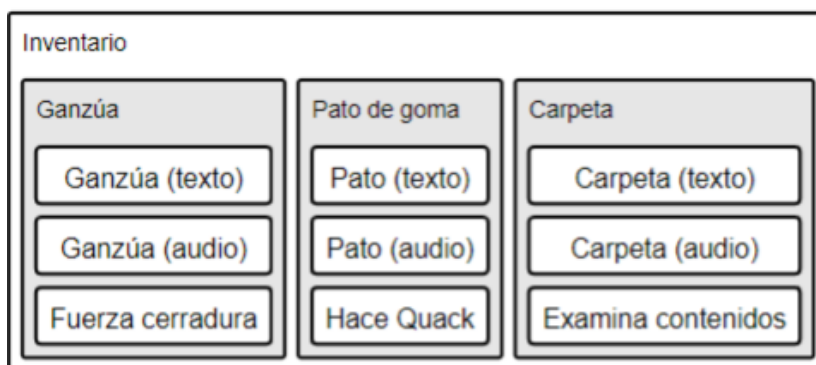 Inventario
Ganzúa
Ganzúa (texto)
Ganzúa (audio)
Fuerza cerradura
Pato de goma
Pato (texto)
Pato (audio)
Hace Quack
Carpeta
Carpeta (texto)
Carpeta (audio)
Examina contenidos